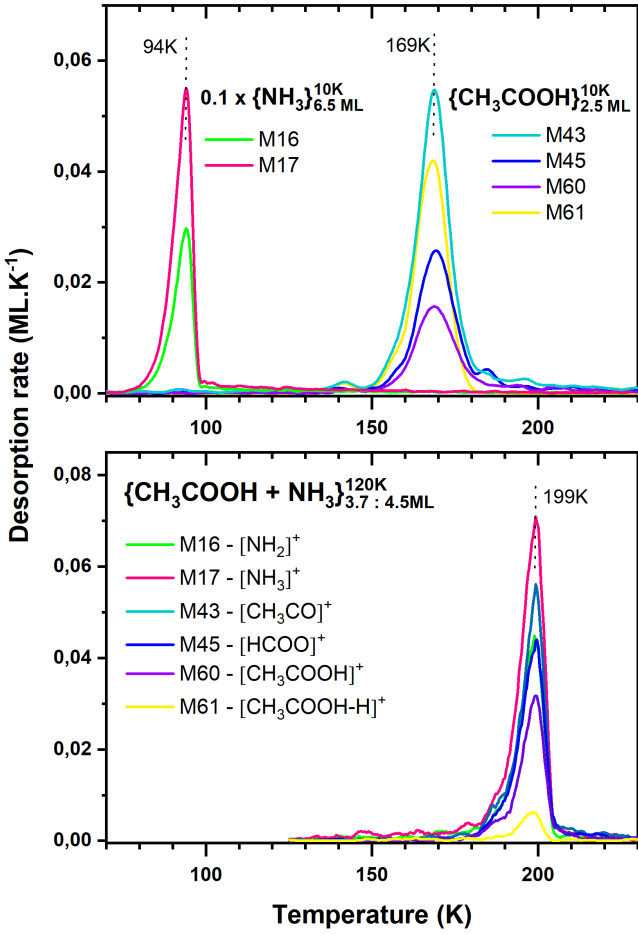 Desorption rate (ML.K⁻¹)
0,06
0,04
0,02
0,00
94K
169K
0.1 x {NH₃}¹⁰ᴷ₆.₅ ML
M16
M17
{CH₃COOH}¹⁰ᴷ₂.₅ ML
M43
M45
M60
M61
100
150
200
0,08
0,06
0,04
0,02
0,00
{CH₃COOH + NH₃}¹²⁰ᴷ₃.₇ : ₄.₅ML
199K
M16 - [NH₂]⁺
M17 - [NH₃]⁺
M43 - [CH₃CO]⁺
M45 - [HCOO]⁺
M60 - [CH₃COOH]⁺
M61 - [CH₃COOH-H]⁺
100
150
200
Temperature (K)